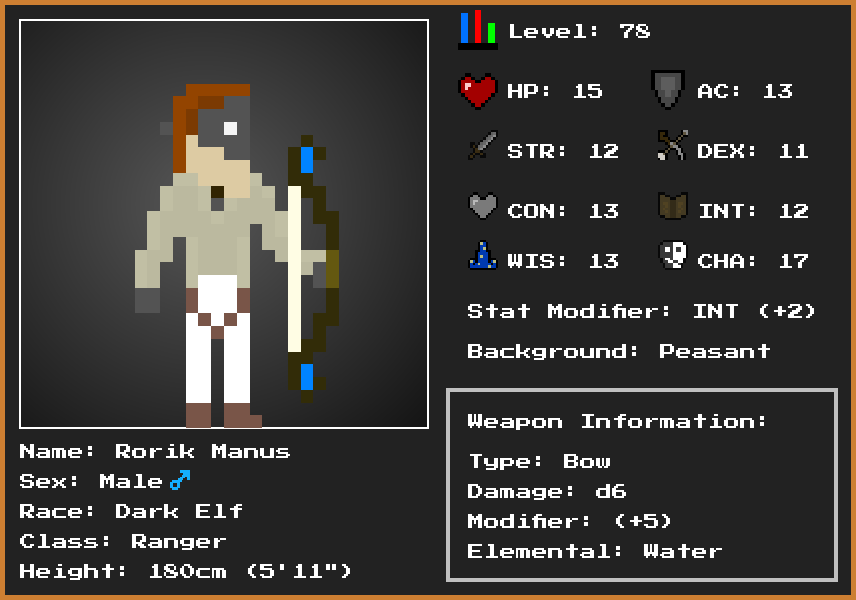 Level: 78
HP: 15 AC: 13
STR: 12 DEX: 11
CON: 13 INT: 12
WIS: 13 CHA: 17
Stat Modifier: INT (+2)
Background: Peasant
Weapon Information:
Type: Bow
Damage: d6
Modifier: (+5)
Elemental: Water
Name: Rorik Manus
Sex: Male ♂
Race: Dark Elf
Class: Ranger
Height: 180cm (5'11")